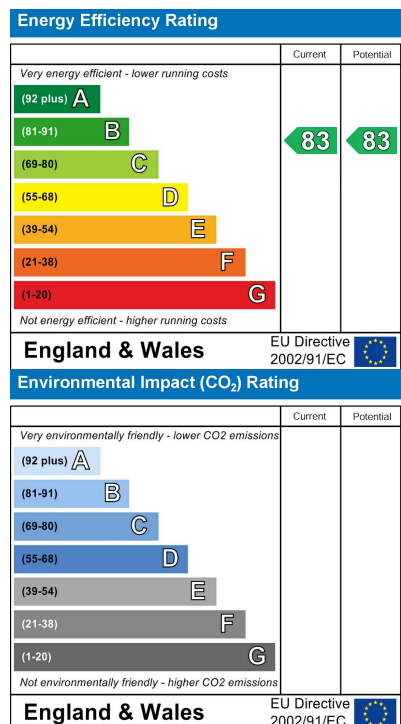 Energy Efficiency Rating
Current Potential
Very energy efficient - lower running costs
(92 plus) A
(81-91) B
83 83
(69-80) C
(55-68) D
(39-54) E
(21-38) F
(1-20) G
Not energy efficient - higher running costs
England & Wales
EU Directive
2002/91/EC
Environmental Impact (CO₂) Rating
Current Potential
Very environmentally friendly - lower CO2 emissions
(92 plus) A
(81-91) B
(69-80) C
(55-68) D
(39-54) E
(21-38) F
(1-20) G
Not environmentally friendly - higher CO2 emissions
England & Wales
EU Directive
2002/91/EC